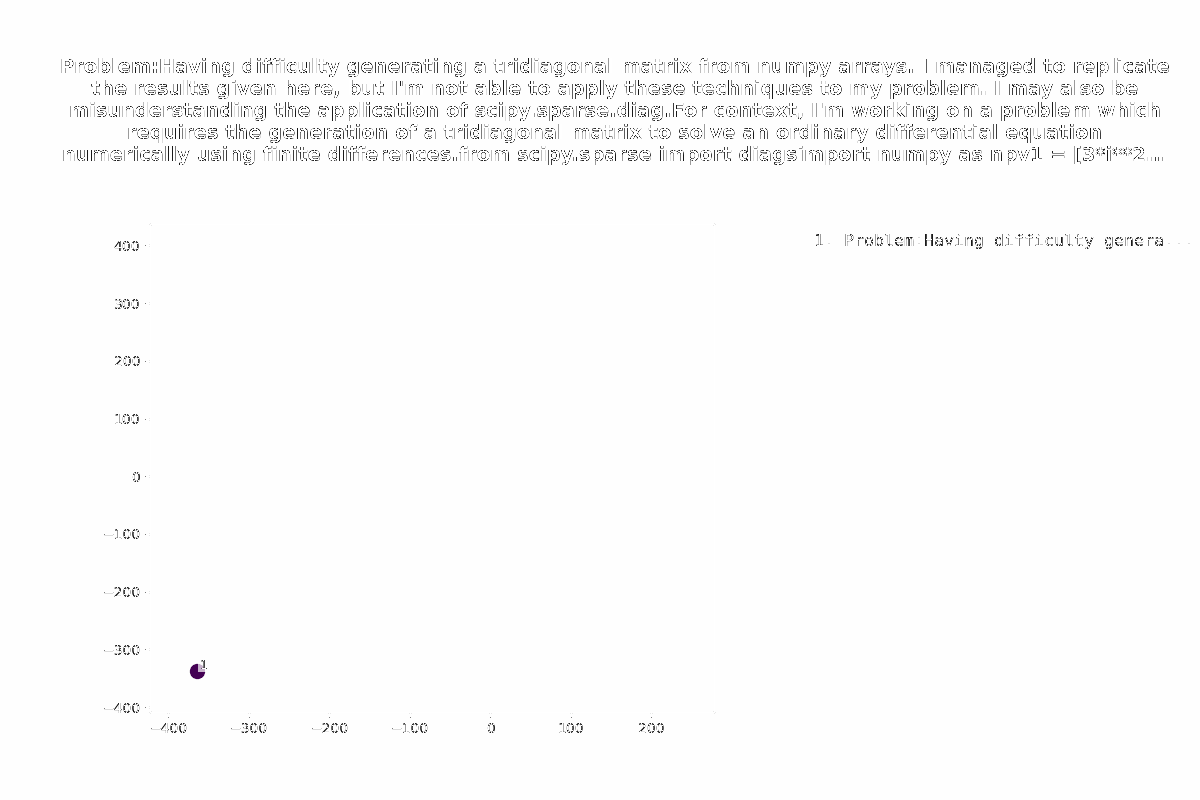 Problem:Having difficulty generating a tridiagonal matrix from numpy arrays. I managed to replicate
the results given here, but I'm not able to apply these techniques to my problem. I may also be
misunderstanding the application of scipy.sparse.diag.For context, I'm working on a problem which
requires the generation of a tridiagonal matrix to solve an ordinary differential equation
numerically using finite differences.from scipy.sparse import diagsimport numpy as npv1 = [3*i**2...
1. Problem:Having difficulty genera...
400
300
200
100
0
−100
−200
−300
−400
1
−400 −300 −200 −100 0 100 200